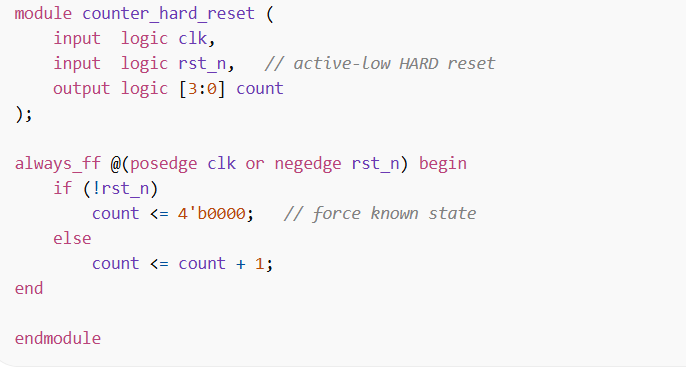 module counter_hard_reset (
    input  logic clk,
    input  logic rst_n,   // active-low HARD reset
    output logic [3:0] count
);
always_ff @(posedge clk or negedge rst_n) begin
    if (!rst_n)
        count <= 4'b0000;   // force known state
    else
        count <= count + 1;
end
endmodule